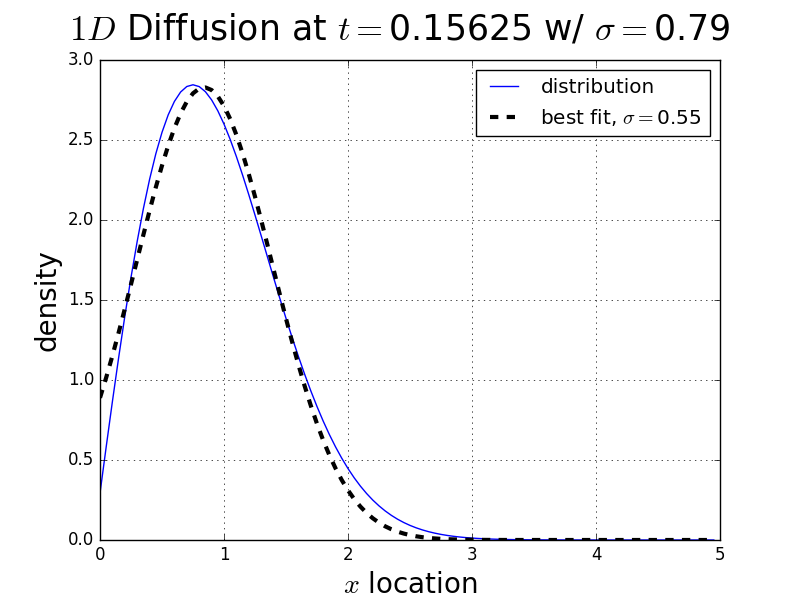 1D Diffusion at t=0.15625 w/ σ=0.79
3.0
2.5
2.0
1.5
1.0
0.5
0.0
density
distribution
best fit, σ=0.55
0 1 2 3 4 5
x location